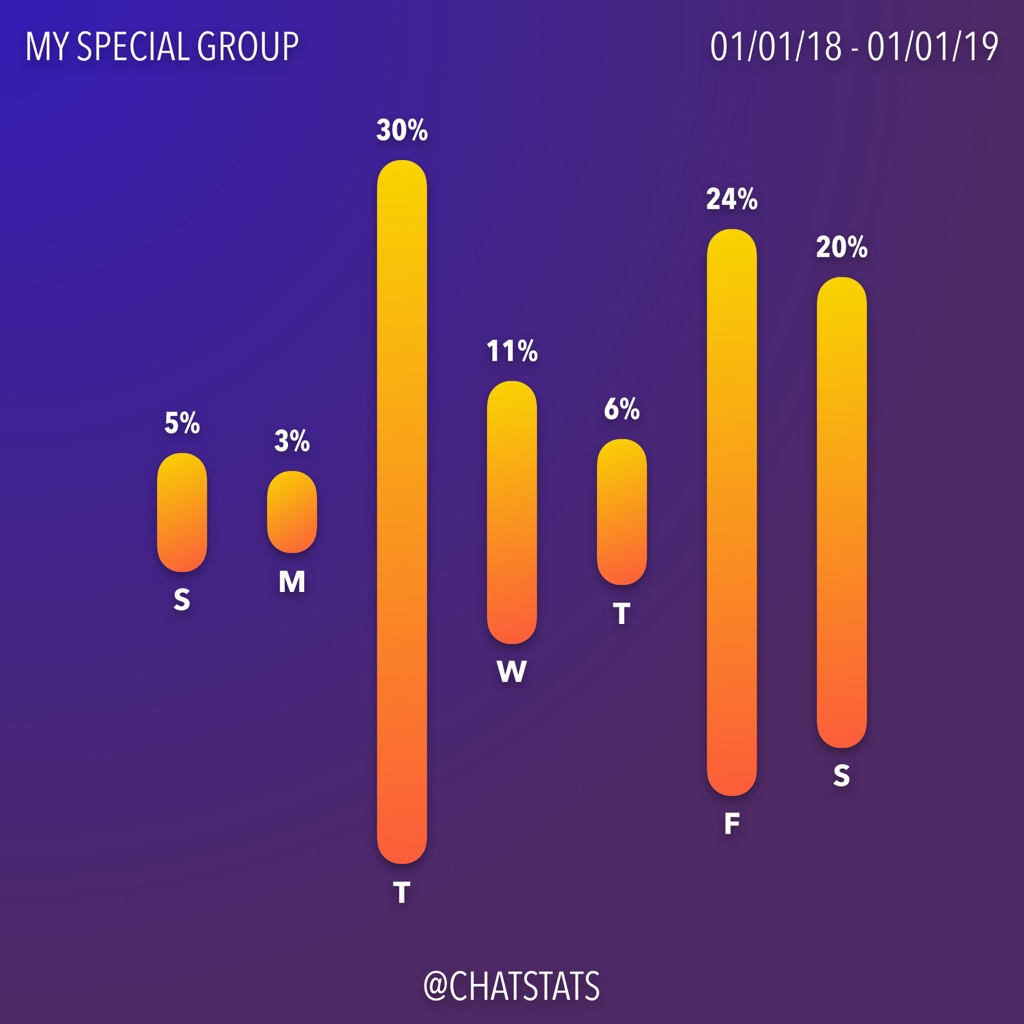 MY SPECIAL GROUP
01/01/18 - 01/01/19
30%
24%
20%
11%
6%
5%
3%
S
M
T
W
T
F
S
@CHATSTATS